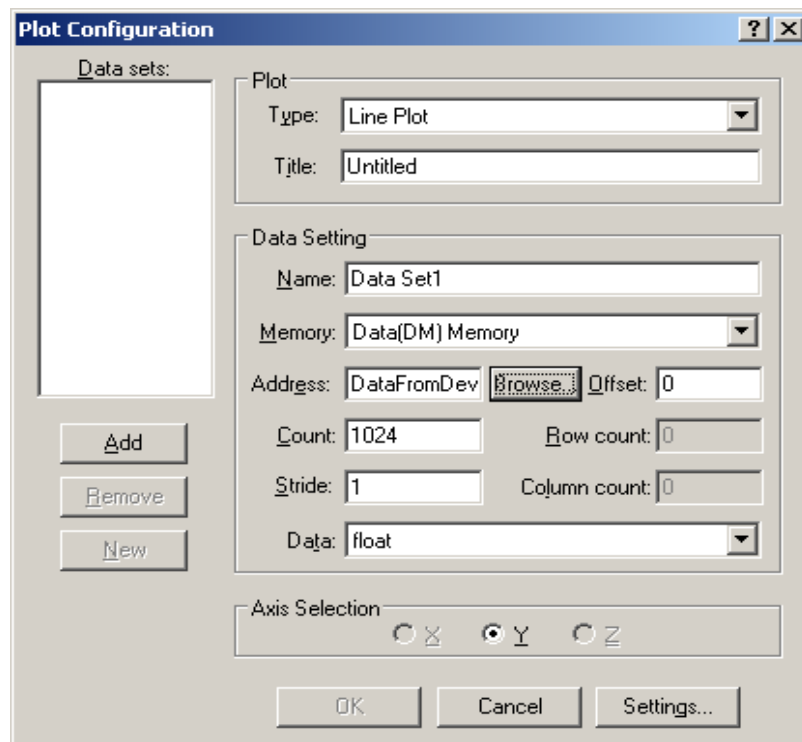 Plot Configuration
Data sets:
Add
Remove
New
Plot
Type: Line Plot
Title: Untitled
Data Setting
Name: Data Set1
Memory: Data(DM) Memory
Address: DataFromDev Browse... Offset: 0
Count: 1024 Row count: 0
Stride: 1 Column count: 0
Data: float
Axis Selection
X Y Z
OK Cancel Settings...